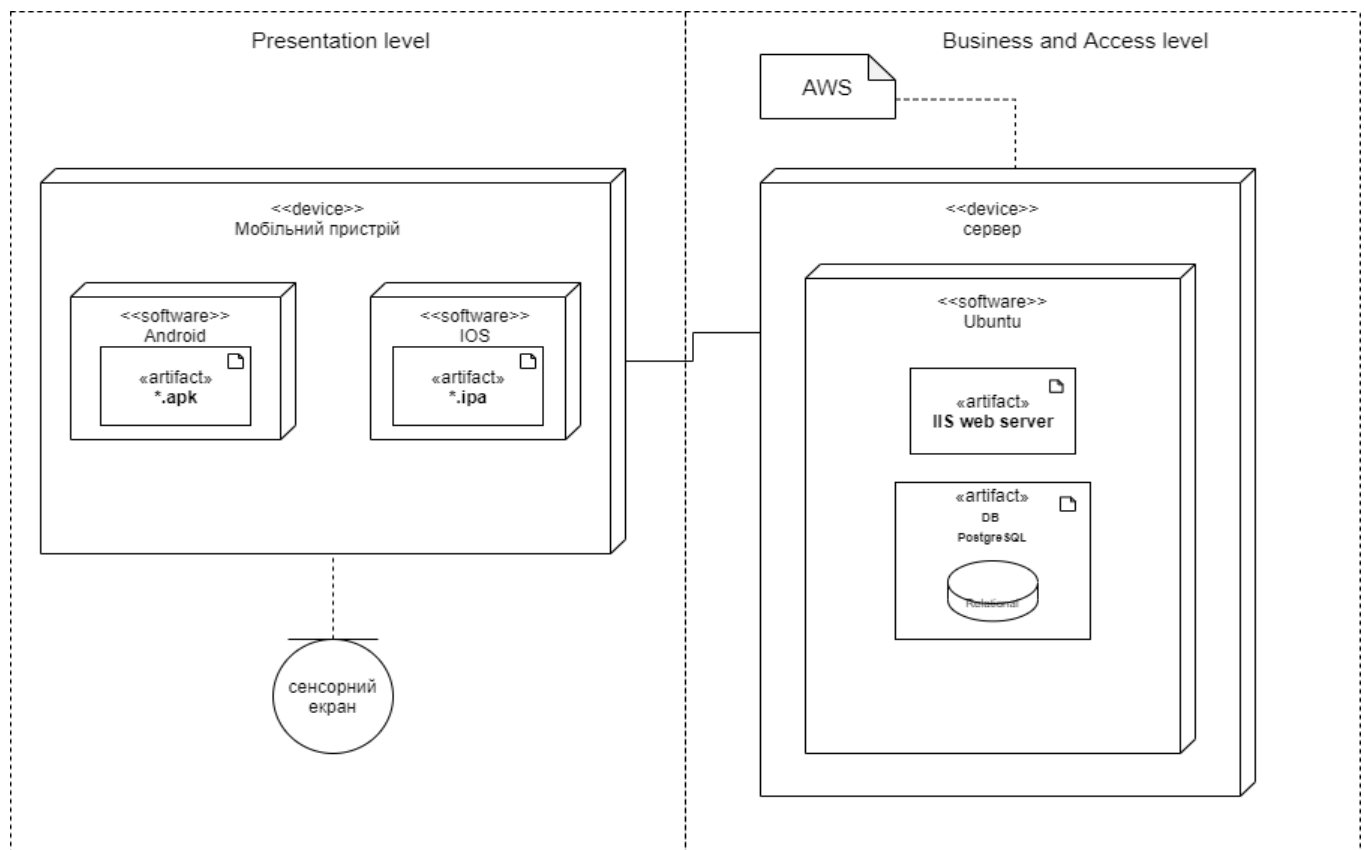 Presentation level
Business and Access level
AWS
<<device>>
Мобільний пристрій
<<software>>
Android
«artifact»
*.apk
<<software>>
IOS
«artifact»
*.ipa
сенсорний
екран
<<device>>
сервер
<<software>>
Ubuntu
«artifact»
IIS web server
«artifact»
DB
PostgreSQL
Relational